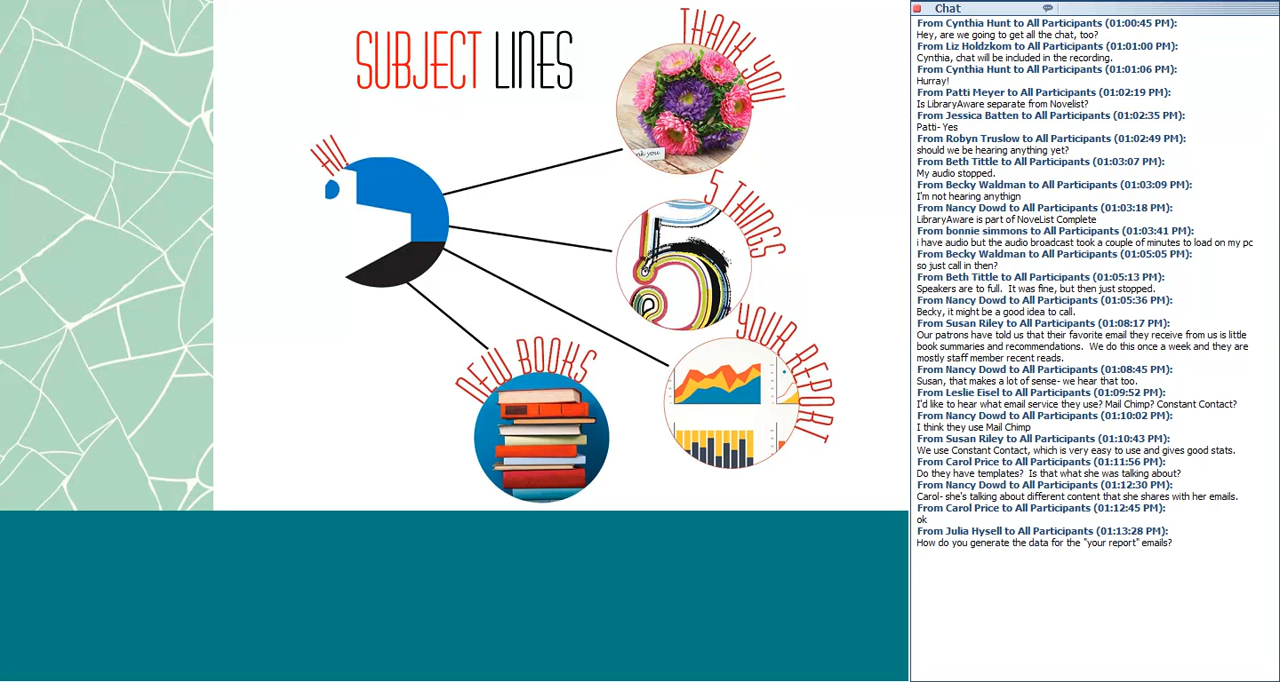 SUBJECT LINES
HI!
THANK YOU
nk you
5 THINGS
5
YOUR REPORT
NEW BOOKS
Chat
From Cynthia Hunt to All Participants (01:00:45 PM):
Hey, are we going to get all the chat, too?
From Liz Holdzkom to All Participants (01:01:00 PM):
Cynthia, chat will be included in the recording.
From Cynthia Hunt to All Participants (01:01:06 PM):
Hurray!
From Patti Meyer to All Participants (01:02:19 PM):
Is LibraryAware separate from Novelist?
From Jessica Batten to All Participants (01:02:35 PM):
Patti- Yes
From Robyn Truslow to All Participants (01:02:49 PM):
should we be hearing anything yet?
From Beth Tittle to All Participants (01:03:07 PM):
My audio stopped.
From Becky Waldman to All Participants (01:03:09 PM):
I'm not hearing anythign
From Nancy Dowd to All Participants (01:03:18 PM):
LibraryAware is part of NoveList Complete
From bonnie simmons to All Participants (01:03:41 PM):
i have audio but the audio broadcast took a couple of minutes to load on my pc
From Becky Waldman to All Participants (01:05:05 PM):
so just call in then?
From Beth Tittle to All Participants (01:05:13 PM):
Speakers are to full. It was fine, but then just stopped.
From Nancy Dowd to All Participants (01:05:36 PM):
Becky, it might be a good idea to call.
From Susan Riley to All Participants (01:08:17 PM):
Our patrons have told us that their favorite email they receive from us is little
book summaries and recommendations. We do this once a week and they are
mostly staff member recent reads.
From Nancy Dowd to All Participants (01:08:45 PM):
Susan, that makes a lot of sense- we hear that too.
From Leslie Eisel to All Participants (01:09:52 PM):
I'd like to hear what email service they use? Mail Chimp? Constant Contact?
From Nancy Dowd to All Participants (01:10:02 PM):
I think they use Mail Chimp
From Susan Riley to All Participants (01:10:43 PM):
We use Constant Contact, which is very easy to use and gives good stats.
From Carol Price to All Participants (01:11:56 PM):
Do they have templates? Is that what she was talking about?
From Nancy Dowd to All Participants (01:12:30 PM):
Carol- she's talking about different content that she shares with her emails.
From Carol Price to All Participants (01:12:45 PM):
ok
From Julia Hysell to All Participants (01:13:28 PM):
How do you generate the data for the "your report" emails?